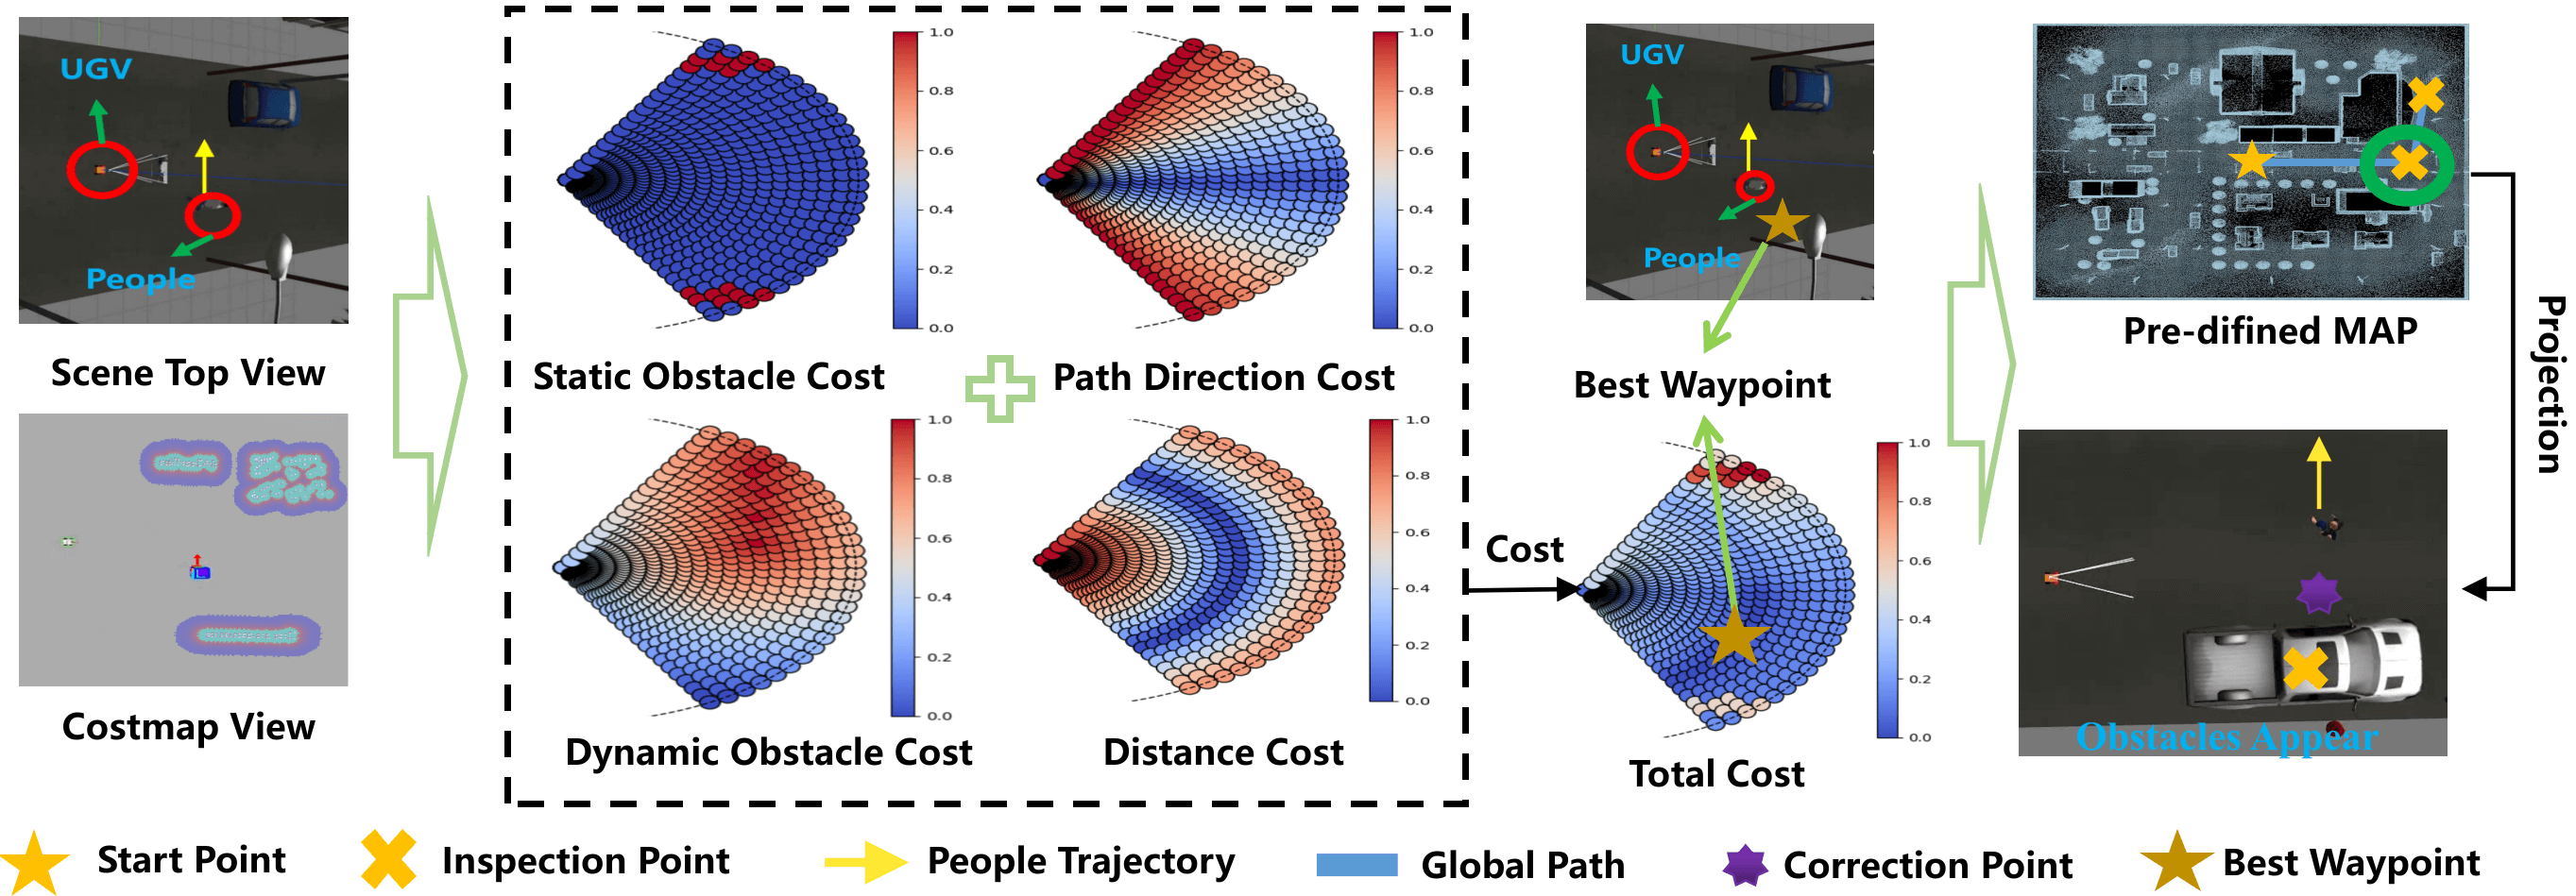 UGV
People
Scene Top View
Costmap View
1.0
0.8
0.6
0.4
0.2
0.0
Static Obstacle Cost
1.0
0.8
0.6
0.4
0.2
0.0
Path Direction Cost
1.0
0.8
0.6
0.4
0.2
0.0
Dynamic Obstacle Cost
1.0
0.8
0.6
0.4
0.2
0.0
Distance Cost
Cost
UGV
People
Best Waypoint
1.0
0.8
0.6
0.4
0.2
0.0
Total Cost
Pre-difined MAP
Projection
Obstacles Appear
Start Point
Inspection Point
People Trajectory
Global Path
Correction Point
Best Waypoint